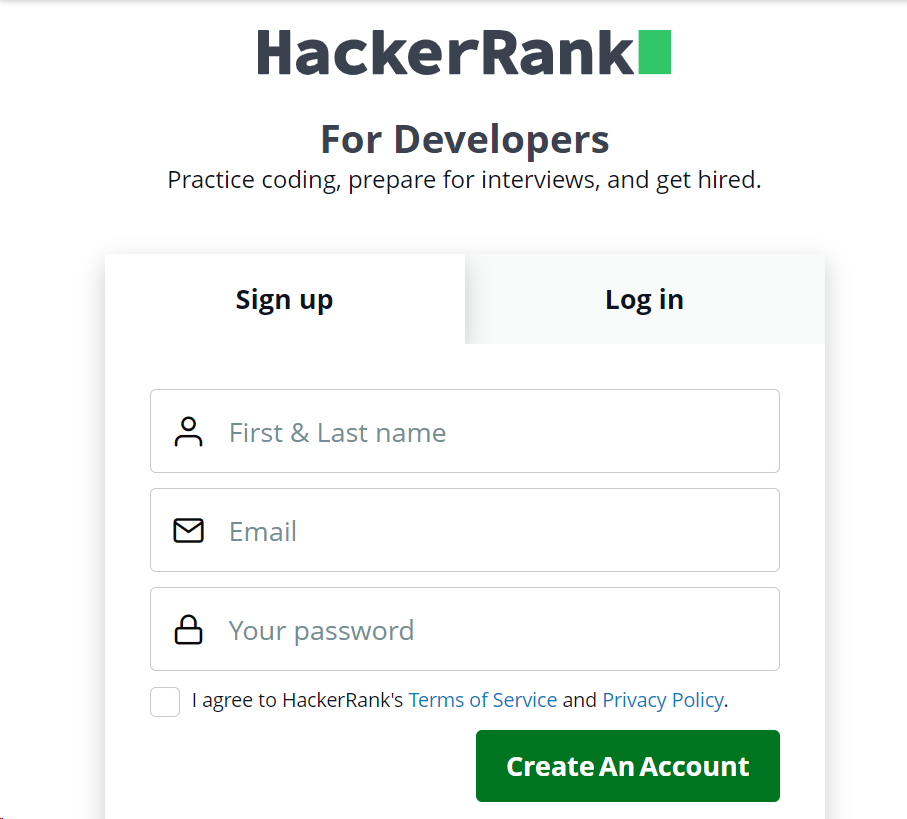 HackerRank
For Developers
Practice coding, prepare for interviews, and get hired.
Sign up
Log in
First & Last name
Email
Your password
I agree to HackerRank's Terms of Service and Privacy Policy.
Create An Account